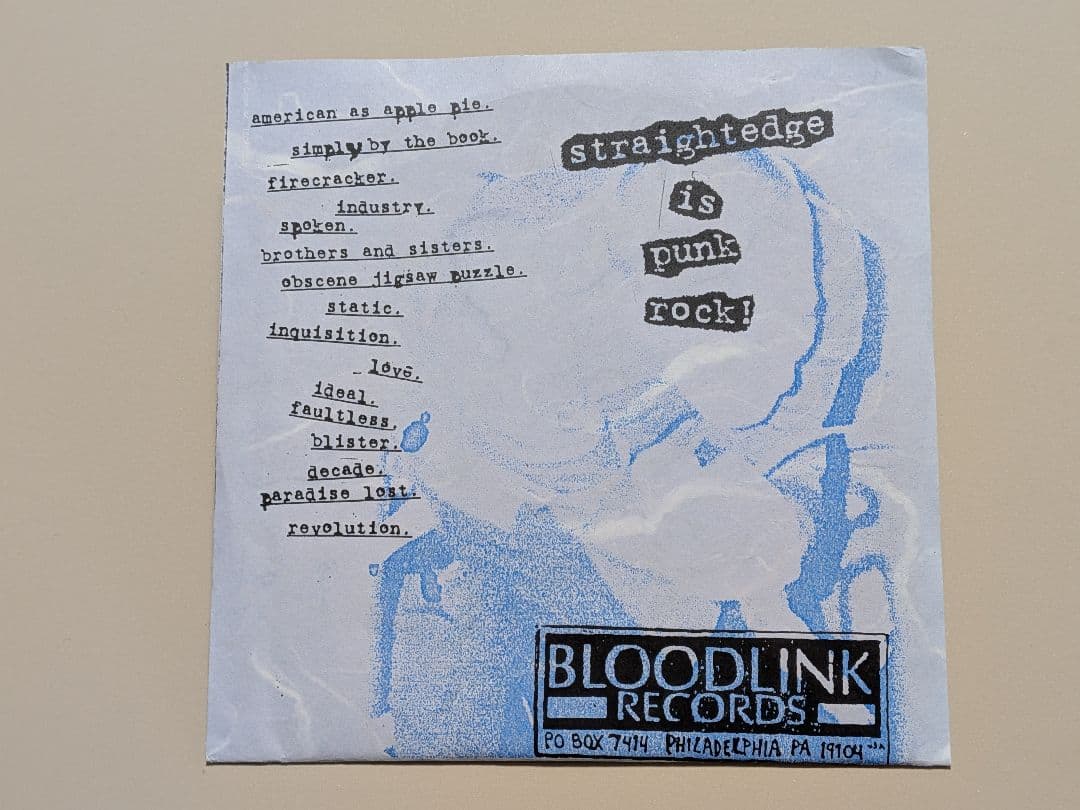 american as apple pie.
simply by the book.
firecracker.
industry.
spoken.
brothers and sisters.
obscene jigsaw puzzle.
static.
inquisition.
love.
ideal.
faultless.
blister.
decade.
paradise lost.
revolution.
straightedge
is
punk
rock!
BLOODLINK
RECORDS
PO BOX 7414 PHILADELPHIA PA 19104 USA